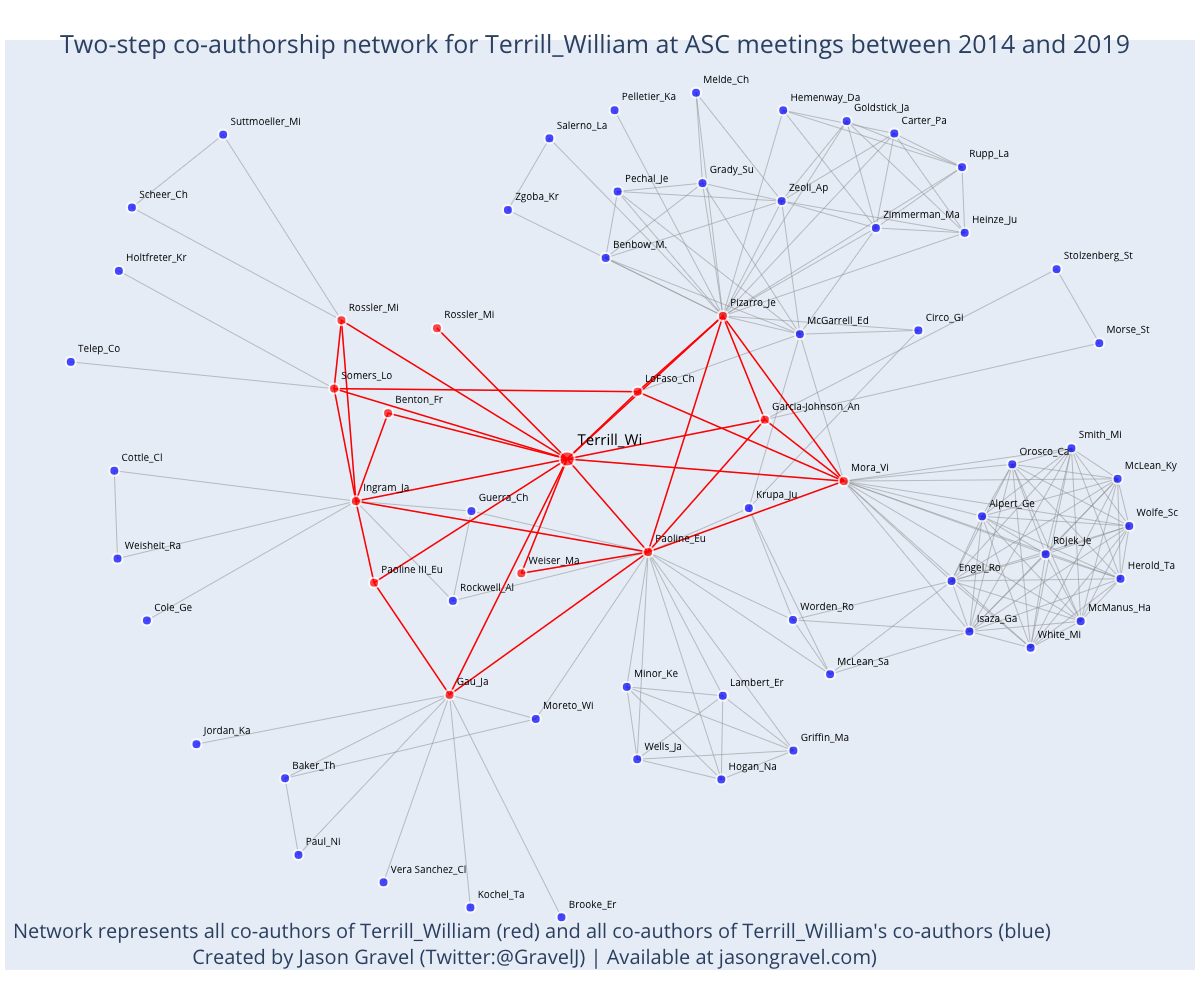 Two-step co-authorship network for Terrill_William at ASC meetings between 2014 and 2019
Melde_Ch
Pelletier_Ka
Hemenway_Da
Goldstick_Ja
Suttmoeller_Mi
Salerno_La
Carter_Pa
Rupp_La
Grady_Su
Pechal_Je
Zeoli_Ap
Scheer_Ch
Zgoba_Kr
Zimmerman_Ma
Heinze_Ju
Benbow_M.
Stolzenberg_St
Holtfreter_Kr
Pizarro_Je
Rossler_Mi
Rossler_Mi
McGarrell_Ed
Circo_Gi
Morse_St
Telep_Co
Somers_Lo
LoFaso_Ch
Benton_Fr
Garcia-Johnson_An
Terrill_Wi
Smith_Mi
Orosco_Ca
Cottle_Cl
Mora_Vi
McLean_Ky
Ingram_Ja
Guerra_Ch
Krupa_Ju
Alpert_Ge
Wolfe_Sc
Weisheit_Ra
Paoline_Eu
Rojek_Je
Weiser_Ma
Paoline III_Eu
Engel_Ro
Herold_Ta
Rockwell_Al
Cole_Ge
Worden_Ro
Isaza_Ga
McManus_Ha
White_Mi
McLean_Sa
Minor_Ke
Gau_Ja
Lambert_Er
Moreto_Wi
Jordan_Ka
Griffin_Ma
Wells_Ja
Baker_Th
Hogan_Na
Paul_Ni
Vera Sanchez_Cl
Kochel_Ta
Brooke_Er
Network represents all co-authors of Terrill_William (red) and all co-authors of Terrill_William's co-authors (blue)
Created by Jason Gravel (Twitter:@GravelJ) | Available at jasongravel.com)